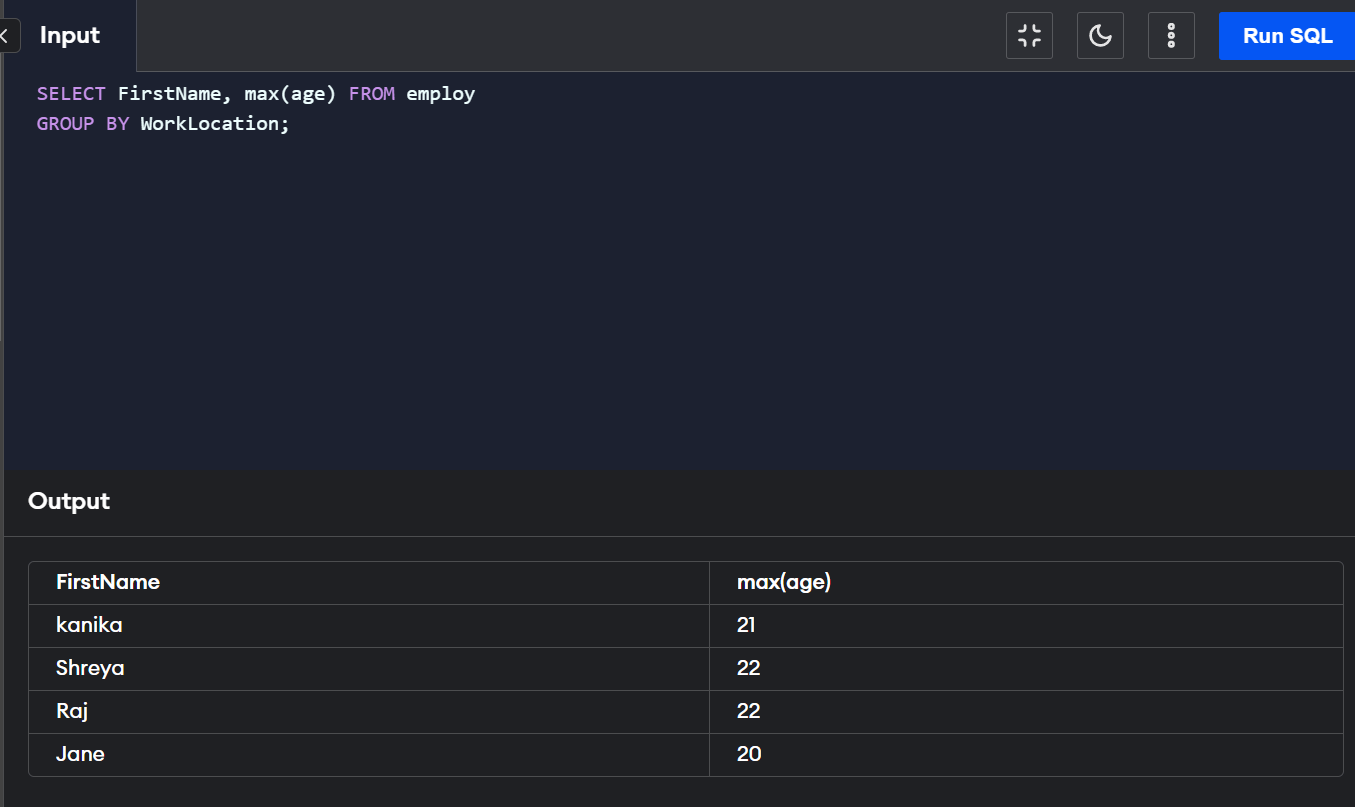 Input
Run SQL
SELECT FirstName, max(age) FROM employ
GROUP BY WorkLocation;
Output
FirstName max(age)
kanika 21
Shreya 22
Raj 22
Jane 20